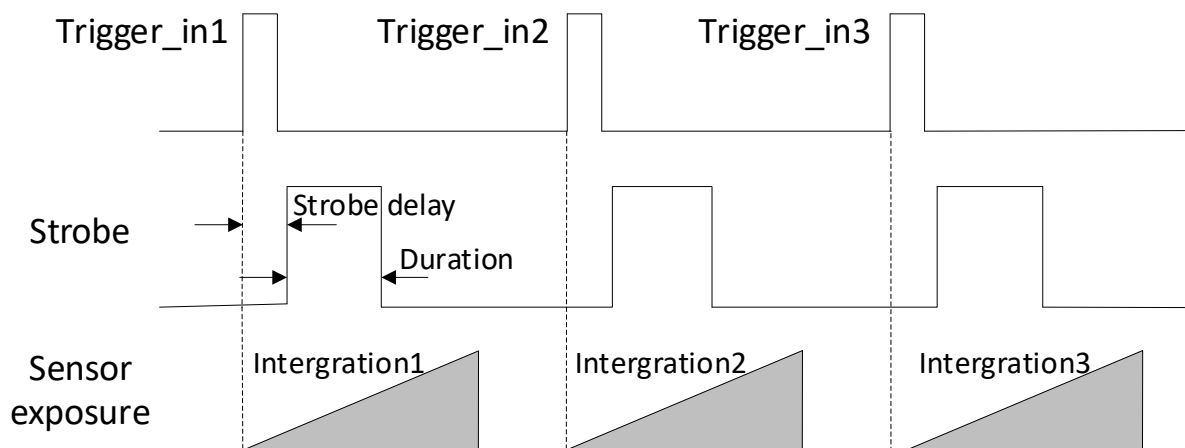 Trigger_in1
Trigger_in2
Trigger_in3
Strobe
Strobe delay
Duration
Sensor
exposure
Intergration1
Intergration2
Intergration3